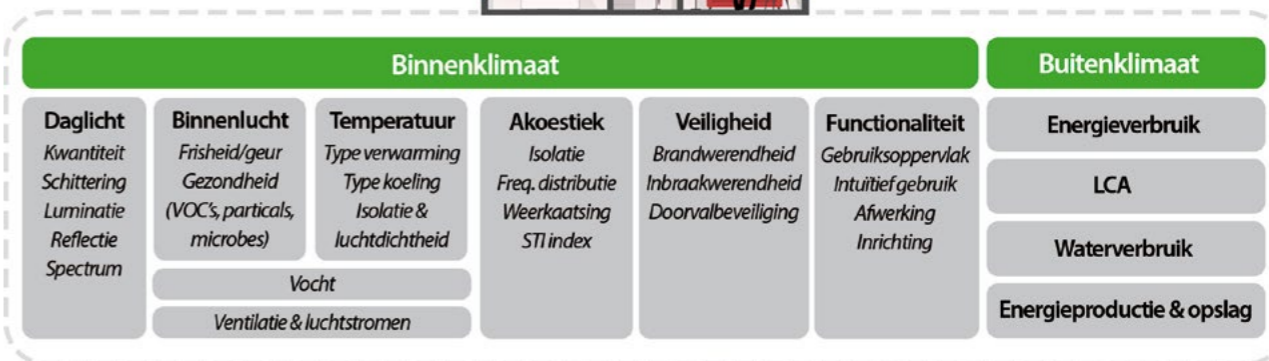 Binnenklimaat
Buitenklimaat
Daglicht
Kwantiteit
Schittering
Luminatie
Reflectie
Spectrum
Binnenlucht
Frisheid/geur
Gezondheid
(VOC's, particals,
microbes)
Temperatuur
Type verwarming
Type koeling
Isolatie &
luchtdichtheid
Vocht
Ventilatie & luchtstromen
Akoestiek
Isolatie
Freq. distributie
Weerkaatsing
STI index
Veiligheid
Brandwerendheid
Inbraakwerendheid
Doorvalbeveiliging
Functionaliteit
Gebruiksoppervlak
Intuïtief gebruik
Afwerking
Inrichting
Energieverbruik
LCA
Waterverbruik
Energieproductie & opslag